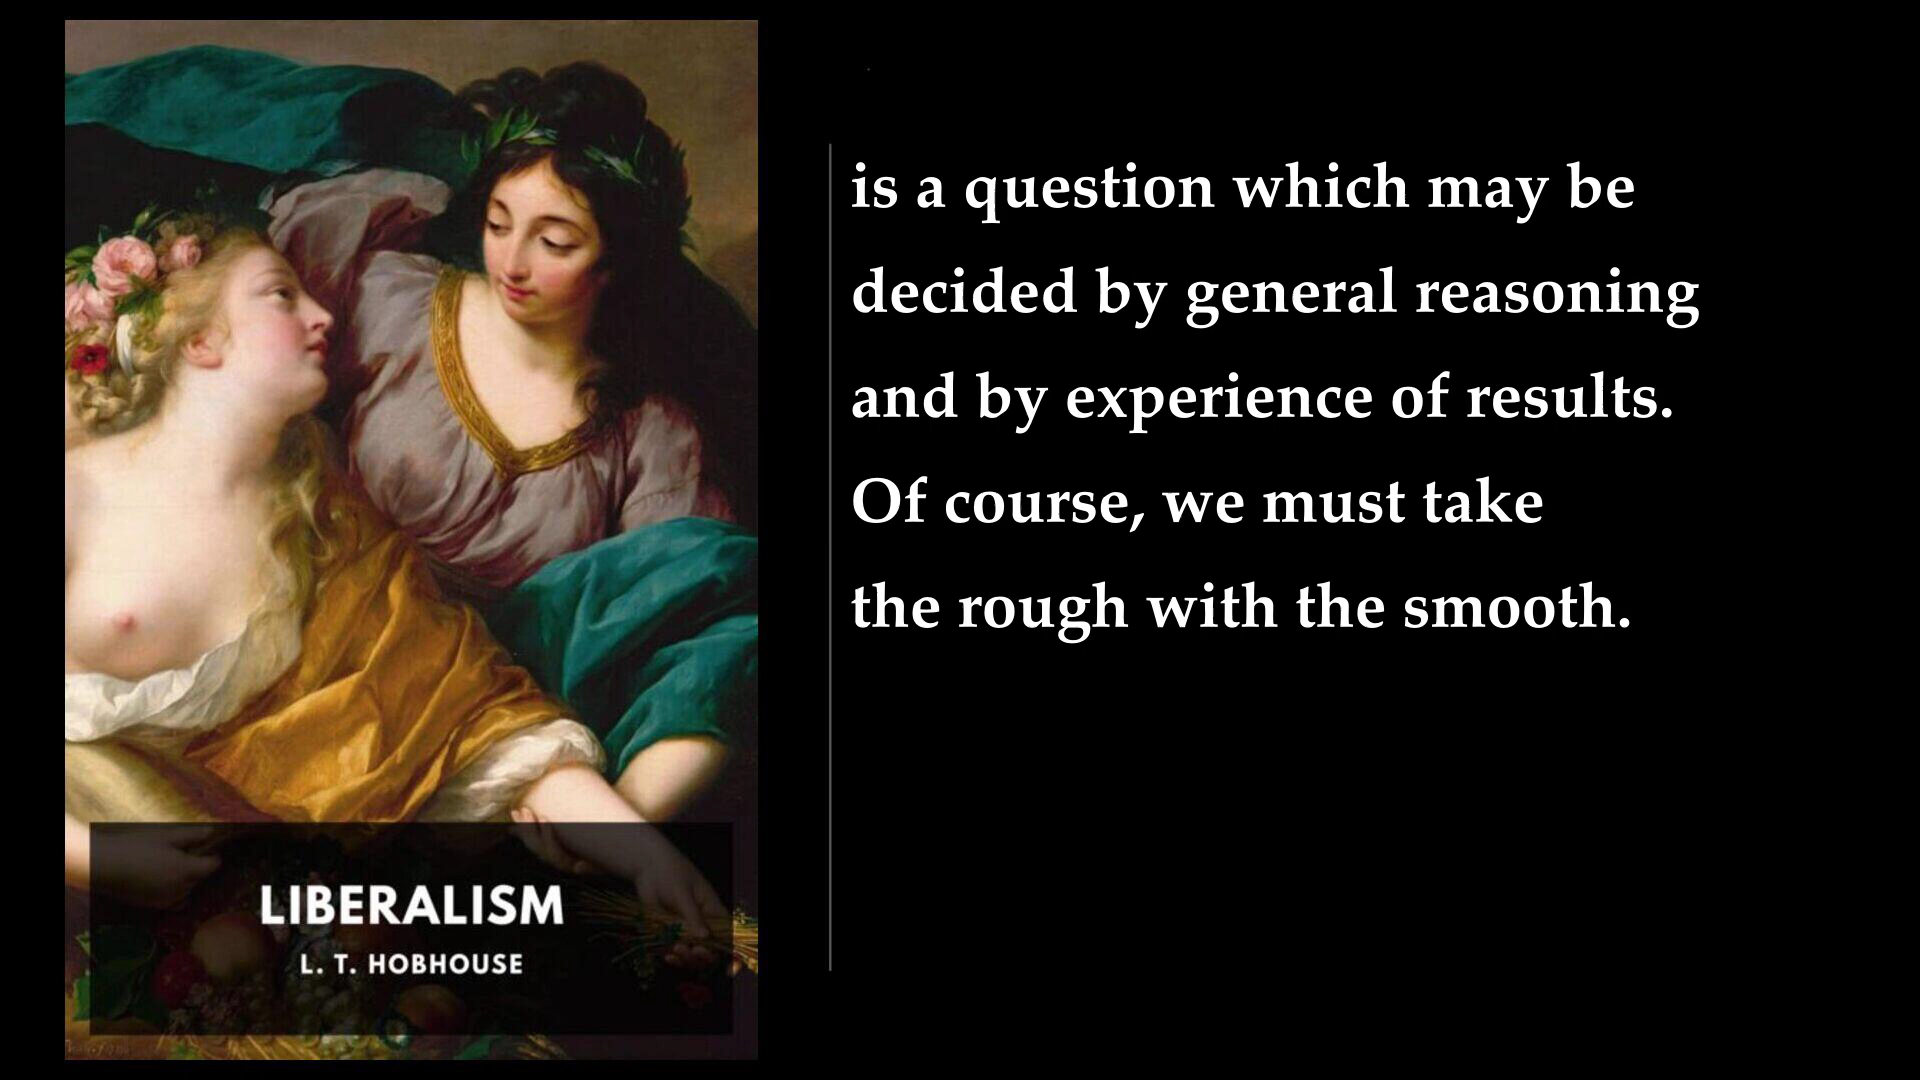 is a question which may be
decided by general reasoning
and by experience of results.
Of course, we must take
the rough with the smooth.
LIBERALISM
L. T. HOBHOUSE